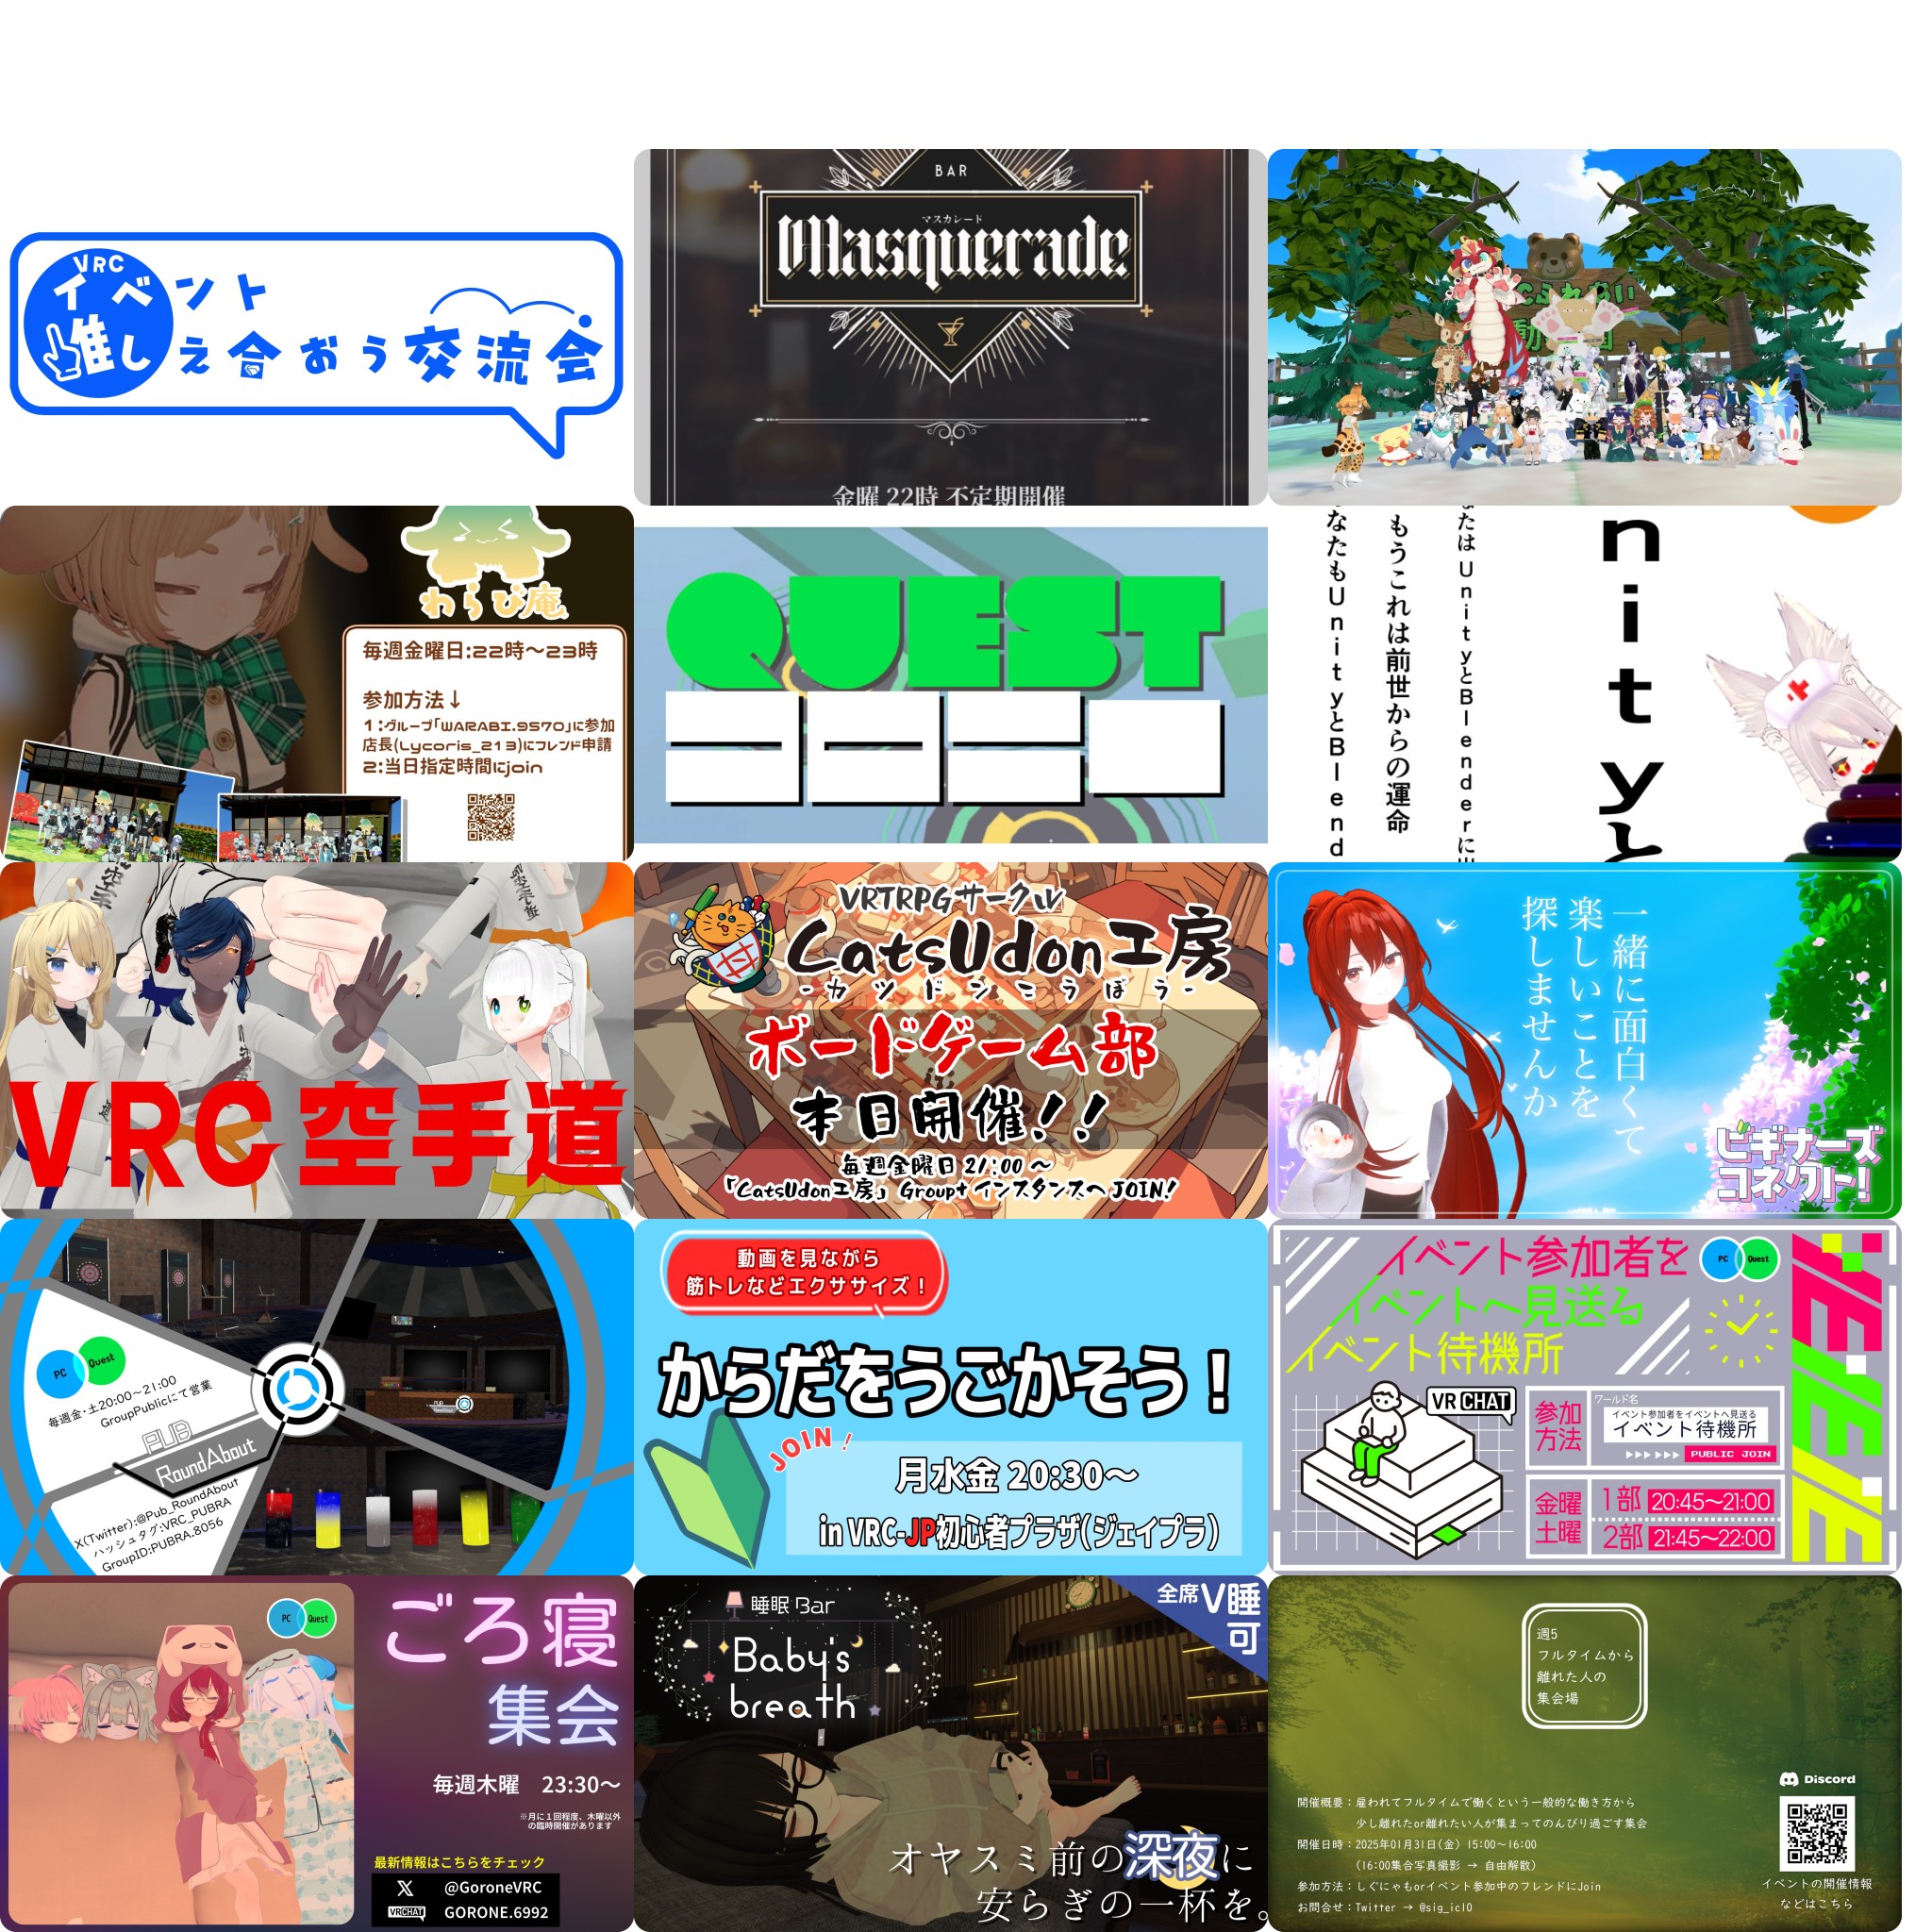 VRC
イベント
推しえ合おう交流会
BAR
マスカレード
Masquerade
金曜 22時 不定期開催
わらび庵
毎週金曜日:22時〜23時
参加方法↓
1:グループ「WARABI.9570」に参加
店長(Lycoris_213)にフレンド申請
2:当日指定時間にjoin
QUEST
nityと
たはUnityとBlenderに
もうこれは前世からの運命
なたもUnityとBlend
VRC空手道
VRTRPGサークル
CatsUdon工房
-カツドンこうぼう-
ボードゲーム部
本日開催!!
毎週金曜日 21:00 〜
「CatsUdon工房」Group+ インスタンスへ JOIN!
一緒に面白くて
楽しいことを
探しませんか
ビギナーズ
コネクト!
PC Quest
毎週金・土20:00〜21:00
GroupPublicにて営業
PUB
RoundAbout
X(Twitter):@Pub_RoundAbout
ハッシュタグ:VRC_PUBRA
GroupID:PUBRA.8056
動画を見ながら
筋トレなどエクササイズ！
からだをうごかそう！
JOIN！
月水金 20:30〜
in VRC-JP初心者プラザ(ジェイプラ)
イベント参加者を
イベントへ見送る
イベント待機所
PC Quest
VRCHAT
参加方法
ワールド名
イベント参加者をイベントへ見送る
イベント待機所
PUBLIC JOIN
金曜
土曜
1部 20:45〜21:00
2部 21:45〜22:00
PC Quest
ごろ寝
集会
毎週木曜 23:30〜
※月に1回程度、木曜以外
の臨時開催があります
最新情報はこちらをチェック
X @GoroneVRC
VRCHAT GORONE.6992
睡眠 Bar
Baby's
breath
全席V睡
可
オヤスミ前の深夜に
安らぎの一杯を。
週5
フルタイムから
離れた人の
集会場
Discord
開催概要：雇われてフルタイムで働くという一般的な働き方から
少し離れたor離れたい人が集まってのんびり過ごす集会
開催日時：2025年01月31日(金) 15:00~16:00
(16:00集合写真撮影 → 自由解散)
参加方法：しぐにゃもorイベント参加中のフレンドにJoin
お問合せ：Twitter → @sig_icl0
イベントの開催情報
などはこちら